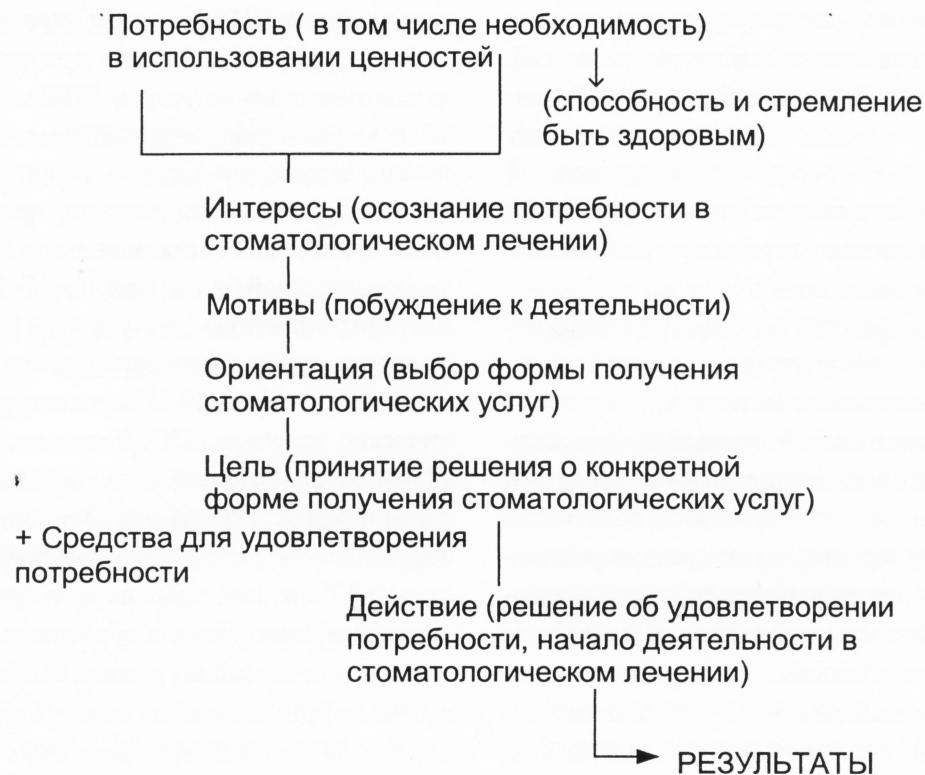 Потребность ( в том числе необходимость)
в использовании ценностей
(способность и стремление
быть здоровым)
Интересы (осознание потребности в
стоматологическом лечении)
Мотивы (побуждение к деятельности)
Ориентация (выбор формы получения
стоматологических услуг)
Цель (принятие решения о конкретной
форме получения стоматологических услуг)
+ Средства для удовлетворения
потребности
Действие (решение об удовлетворении
потребности, начало деятельности в
стоматологическом лечении)
РЕЗУЛЬТАТЫ